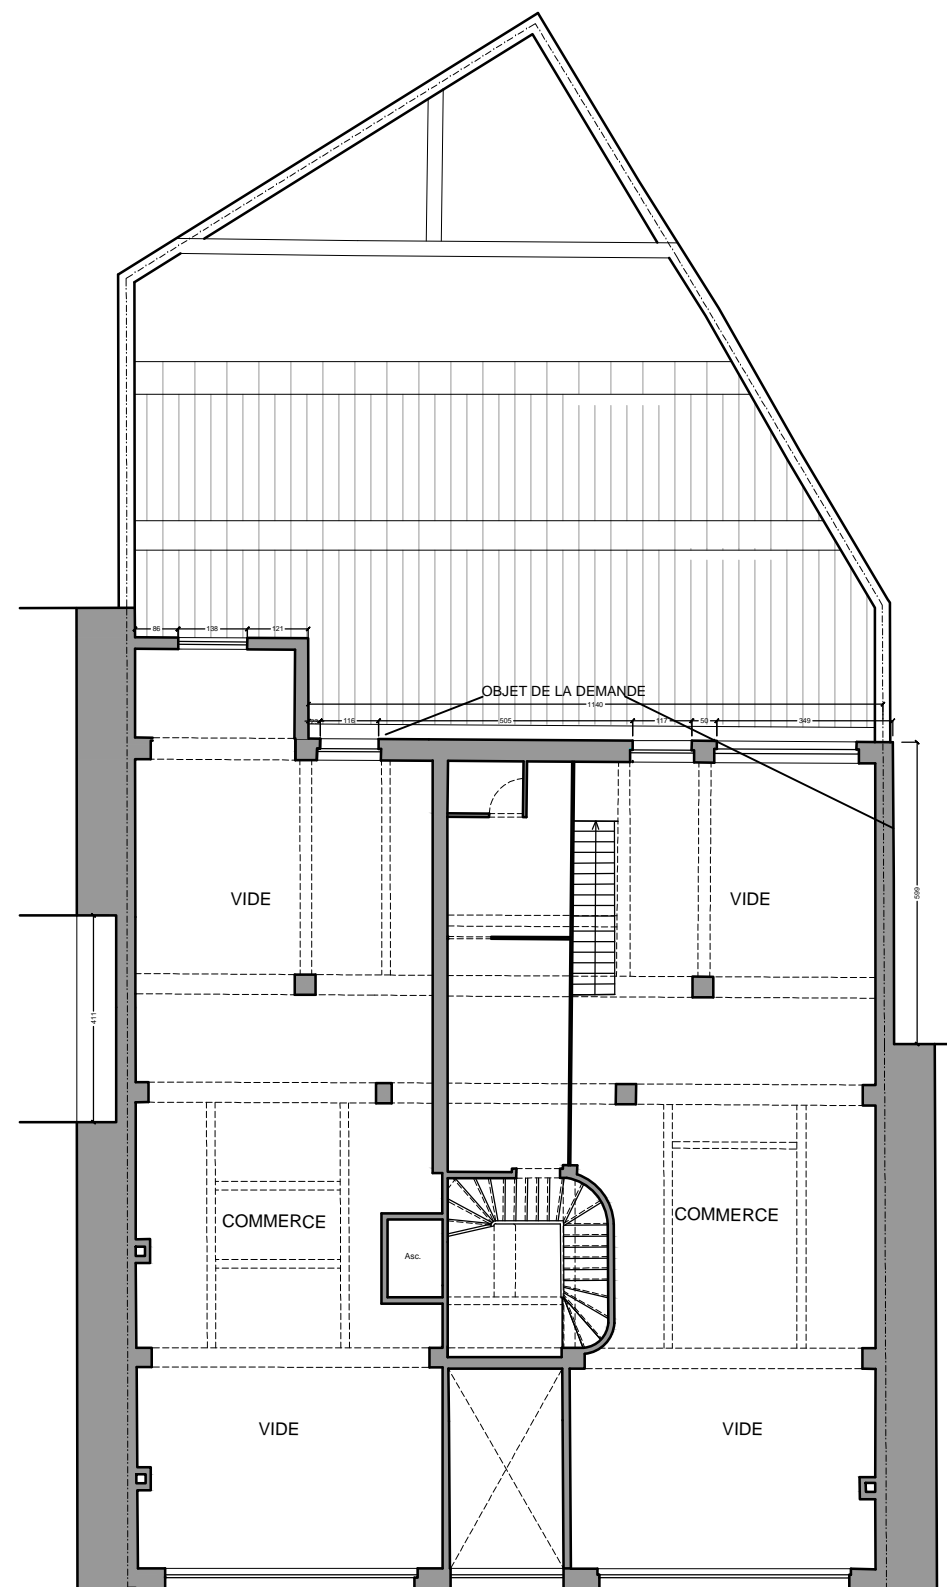 86 138 121
OBJET DE LA DEMANDE
1140
116 505 117 50 349
VIDE VIDE
599
411
COMMERCE COMMERCE
Asc.
VIDE VIDE